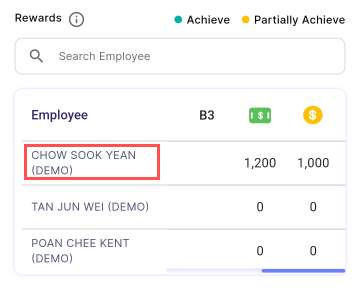 Rewards Achieve Partially Achieve
Search Employee
Employee B3
CHOW SOOK YEAN
(DEMO) 1,200 1,000
TAN JUN WEI (DEMO) 0 0
POAN CHEE KENT
(DEMO) 0 0